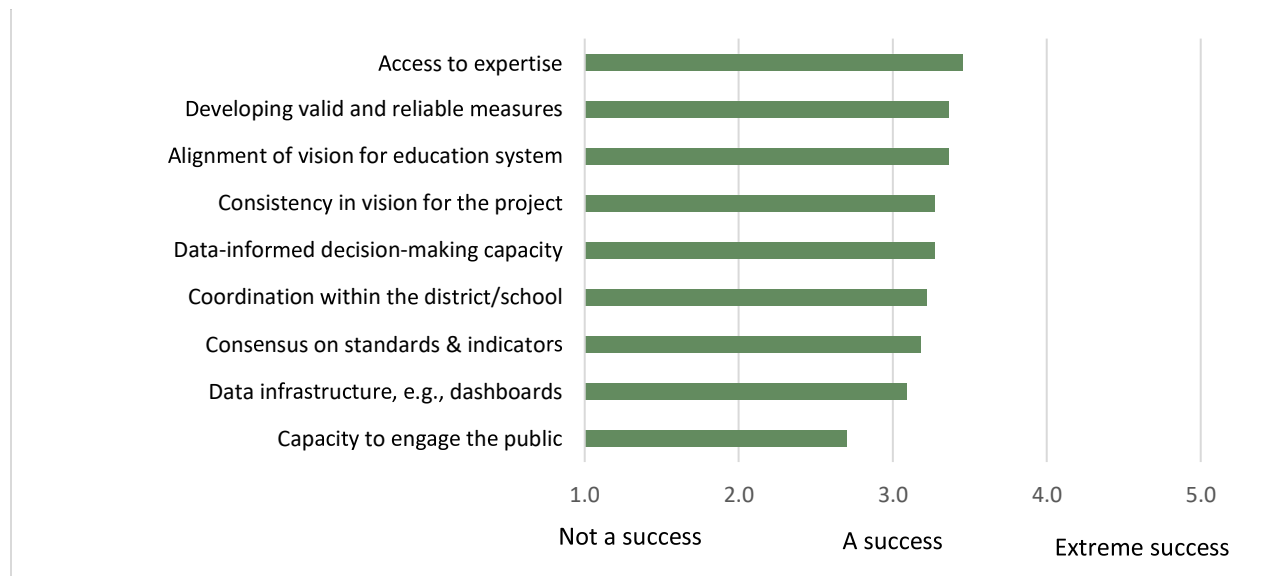 Access to expertise
Developing valid and reliable measures
Alignment of vision for education system
Consistency in vision for the project
Data-informed decision-making capacity
Coordination within the district/school
Consensus on standards & indicators
Data infrastructure, e.g., dashboards
Capacity to engage the public
1.0 2.0 3.0 4.0 5.0
Not a success A success Extreme success